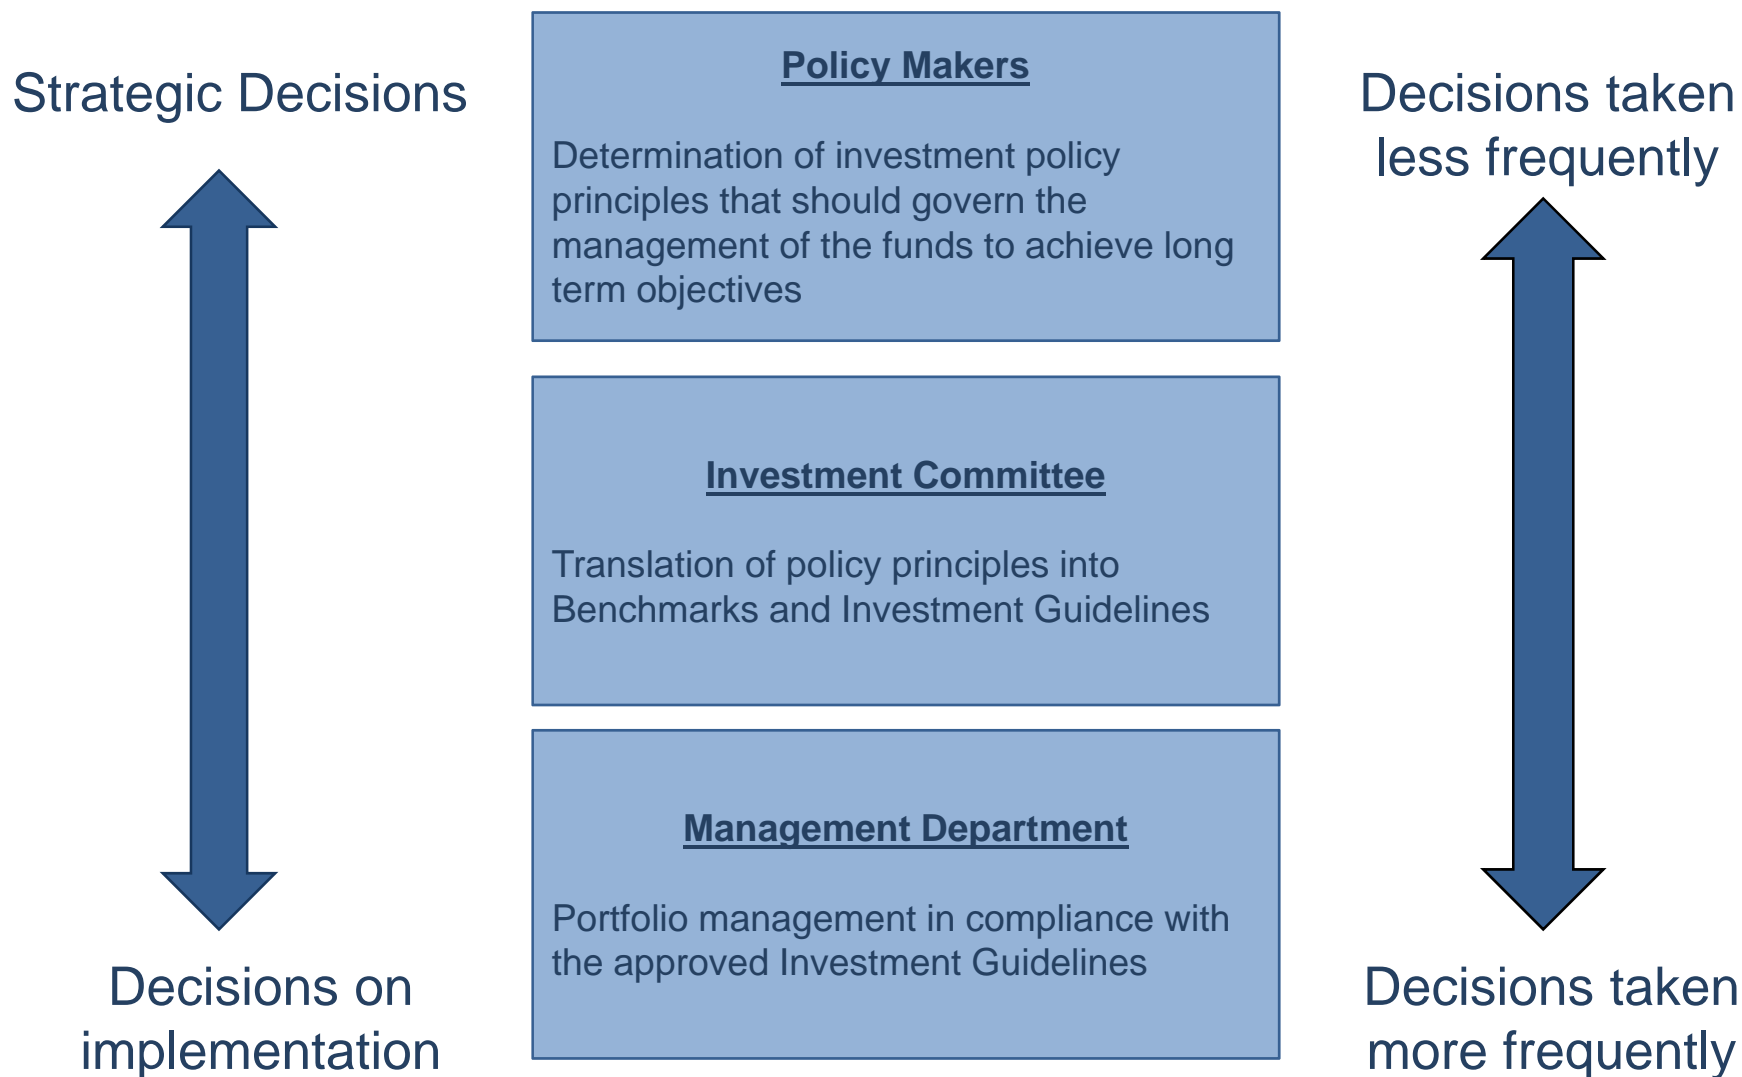 Strategic Decisions
Policy Makers
Determination of investment policy
principles that should govern the
management of the funds to achieve long
term objectives
Decisions taken
less frequently
Investment Committee
Translation of policy principles into
Benchmarks and Investment Guidelines
Management Department
Portfolio management in compliance with
the approved Investment Guidelines
Decisions on
implementation
Decisions taken
more frequently